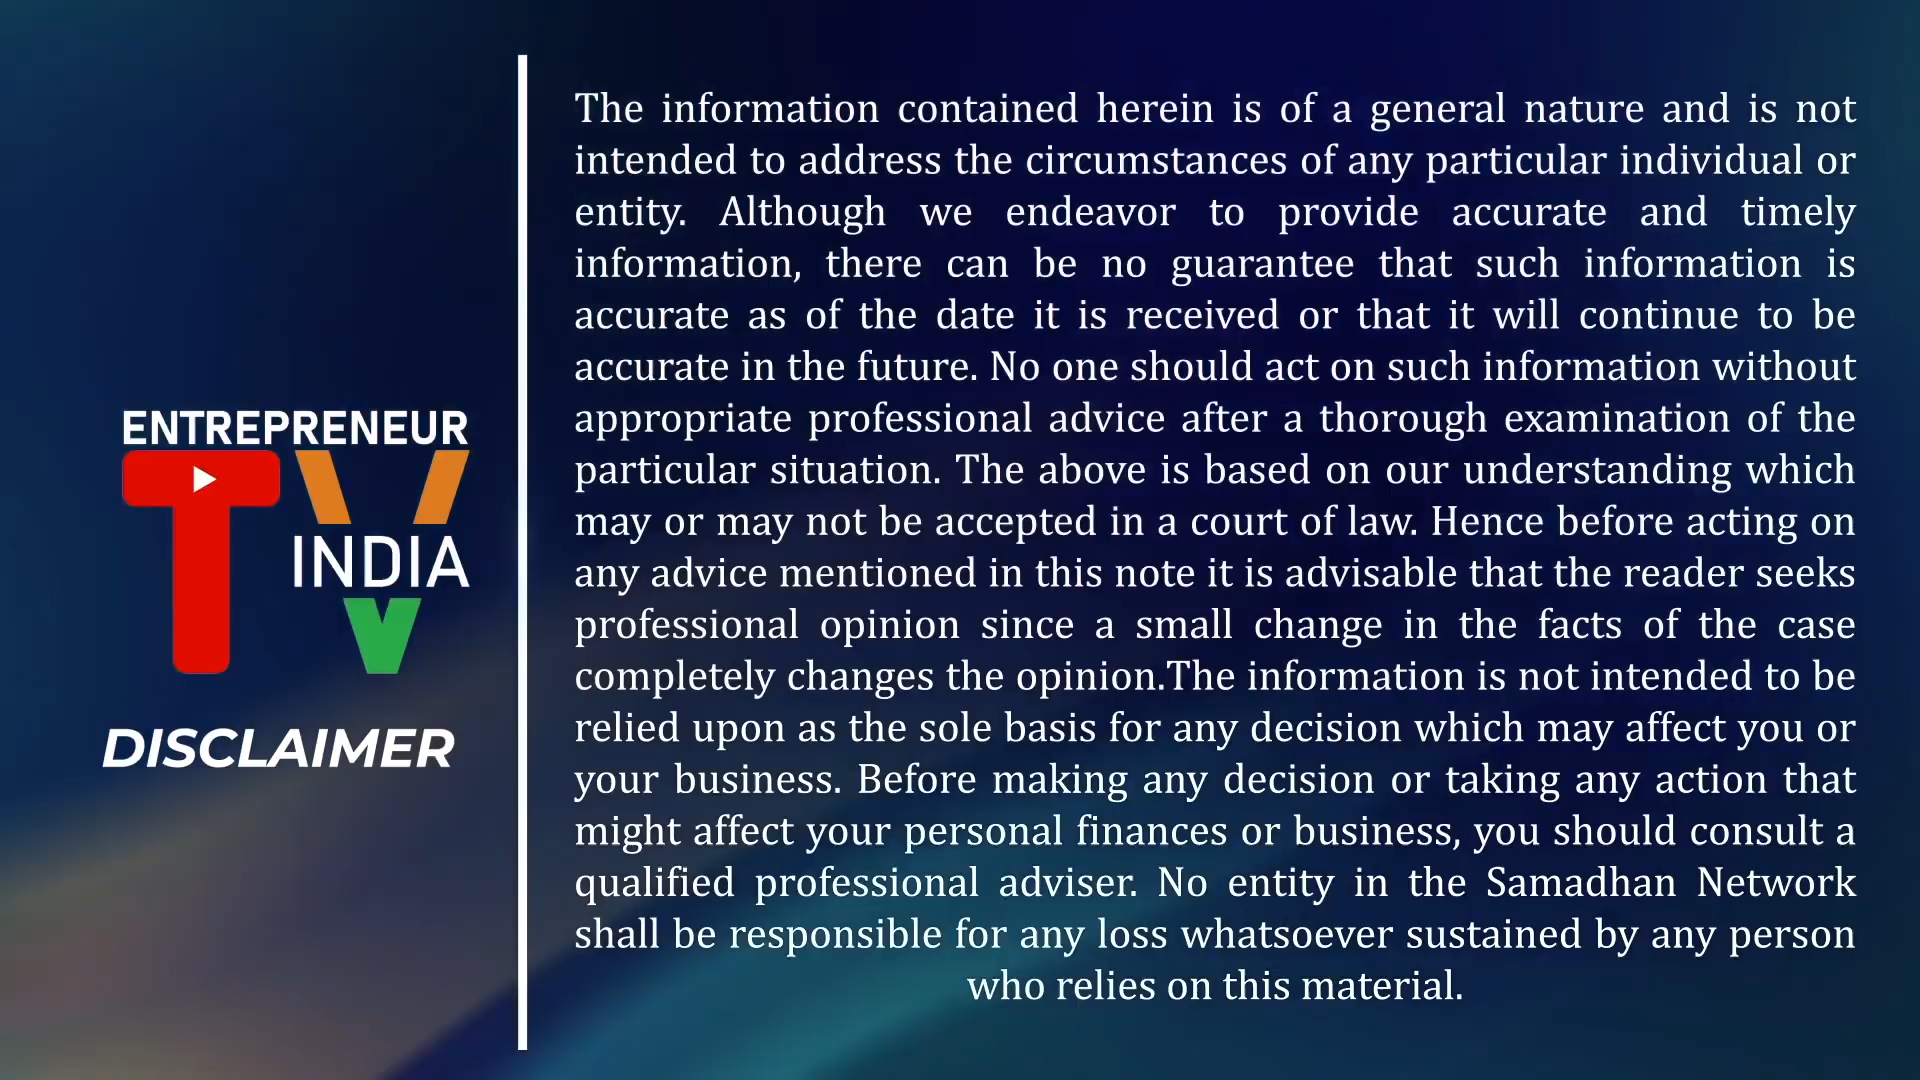 ENTREPRENEUR
TV
INDIA
DISCLAIMER
The information contained herein is of a general nature and is not
intended to address the circumstances of any particular individual or
entity. Although we endeavor to provide accurate and timely
information, there can be no guarantee that such information is
accurate as of the date it is received or that it will continue to be
accurate in the future. No one should act on such information without
appropriate professional advice after a thorough examination of the
particular situation. The above is based on our understanding which
may or may not be accepted in a court of law. Hence before acting on
any advice mentioned in this note it is advisable that the reader seeks
professional opinion since a small change in the facts of the case
completely changes the opinion.The information is not intended to be
relied upon as the sole basis for any decision which may affect you or
your business. Before making any decision or taking any action that
might affect your personal finances or business, you should consult a
qualified professional adviser. No entity in the Samadhan Network
shall be responsible for any loss whatsoever sustained by any person
who relies on this material.